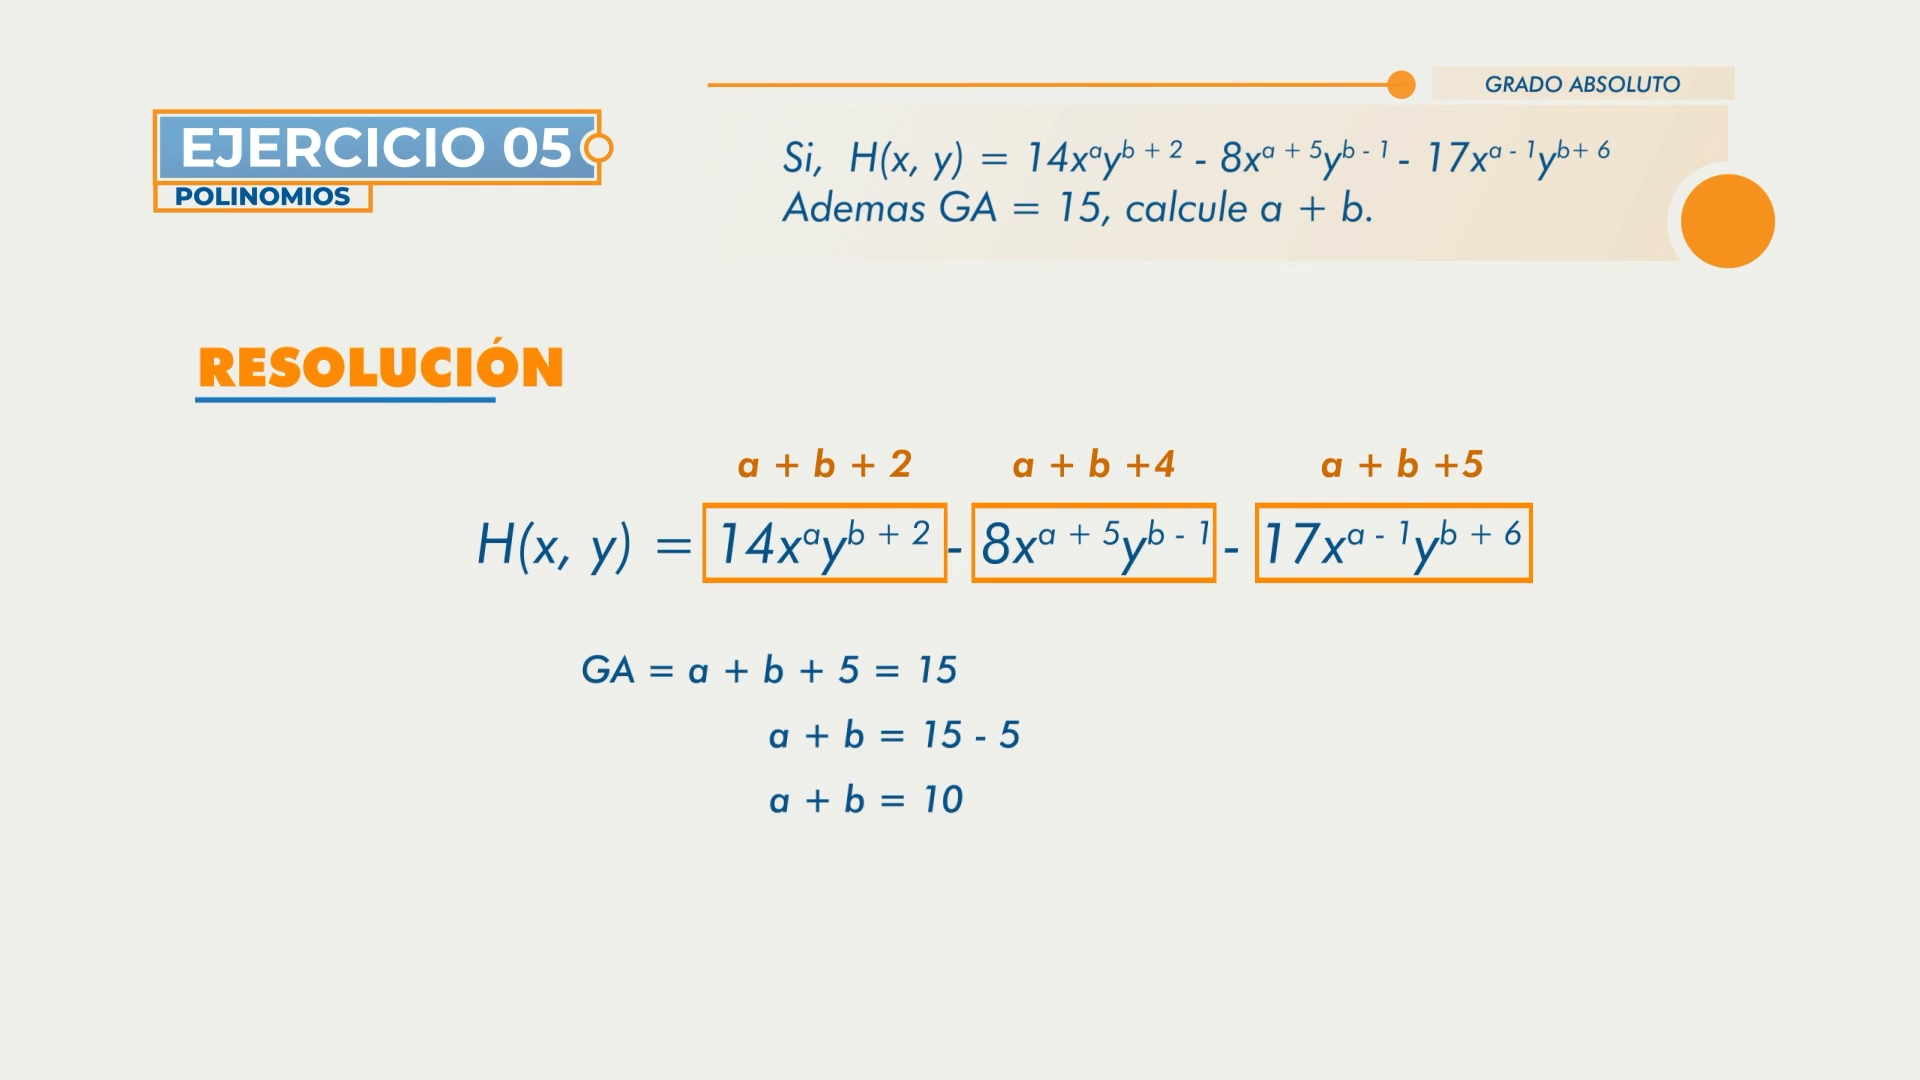 GRADO ABSOLUTO
EJERCICIO 05
POLINOMIOS
Si, H(x, y) = 14xᵃyᵇ ⁺ ² - 8xᵃ ⁺ ⁵yᵇ ⁻ ¹ - 17xᵃ ⁻ ¹yᵇ⁺ ⁶
Ademas GA = 15, calcule a + b.
RESOLUCIÓN
a + b + 2 a + b +4 a + b +5
H(x, y) = 14xᵃyᵇ ⁺ ² - 8xᵃ ⁺ ⁵yᵇ ⁻ ¹ - 17xᵃ ⁻ ¹yᵇ ⁺ ⁶
GA = a + b + 5 = 15
a + b = 15 - 5
a + b = 10